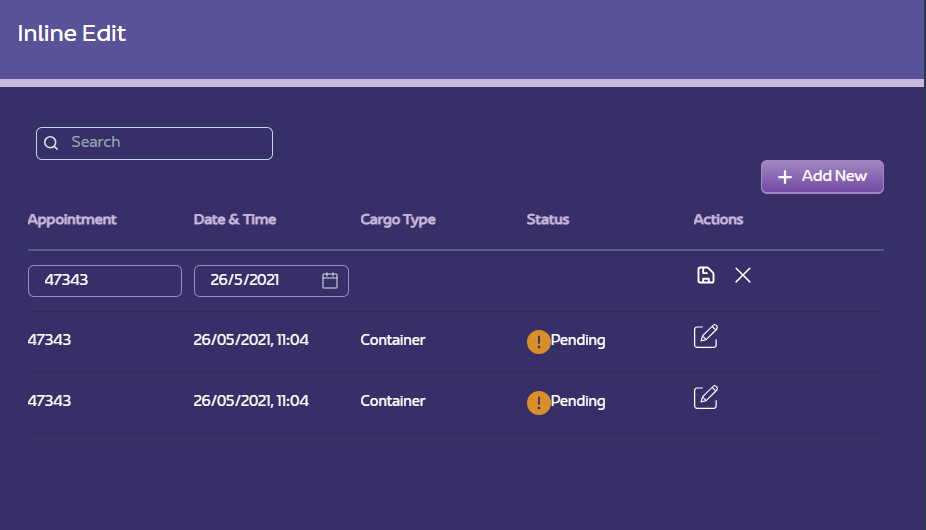 Inline Edit
Search
Add New
Appointment Date & Time Cargo Type Status Actions
47343 26/5/2021
47343 26/05/2021, 11:04 Container Pending
47343 26/05/2021, 11:04 Container Pending